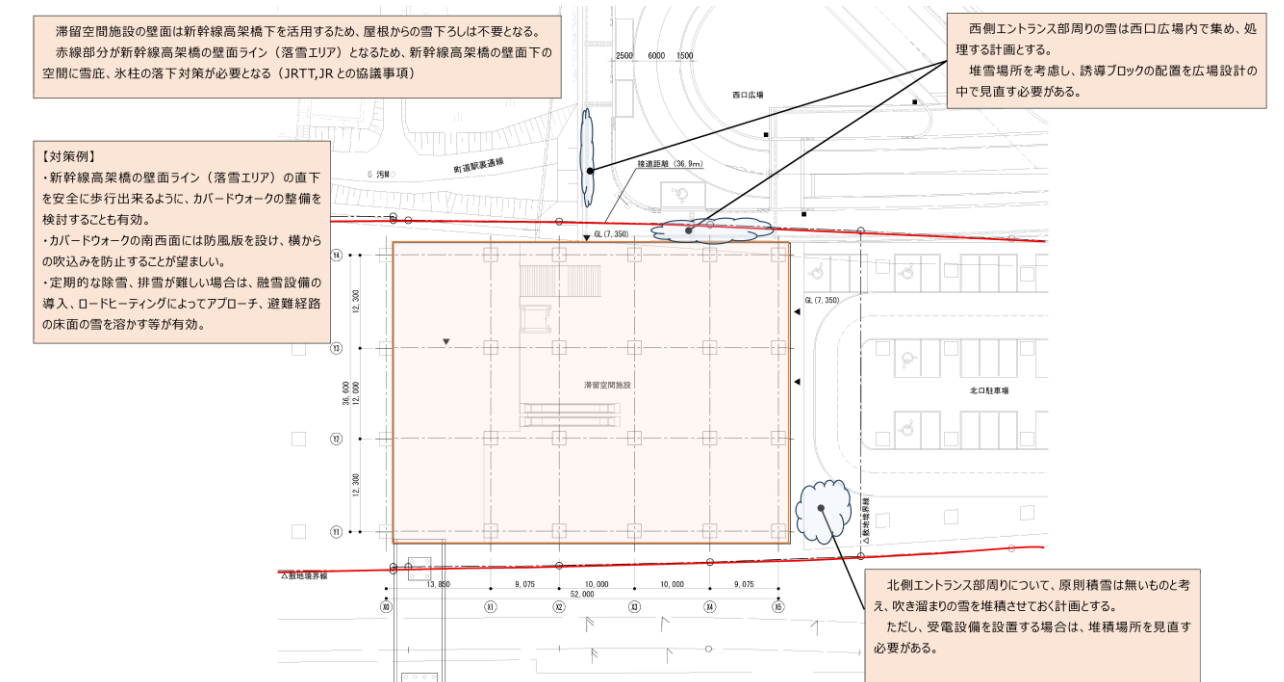 滞留空間施設の壁面は新幹線高架橋下を活用するため、屋根からの雪下ろしは不要となる。
赤線部分が新幹線高架橋の壁面ライン（落雪エリア）となるため、新幹線高架橋の壁面下の
空間に雪庇、氷柱の落下対策が必要となる（JRTT,JRとの協議事項）
西側エントランス部周りの雪は西口広場内で集め、処
理する計画とする。
堆雪場所を考慮し、誘導ブロックの配置を広場設計の
中で見直す必要がある。
2500 6000 1500
西口広場
【対策例】
・新幹線高架橋の壁面ライン（落雪エリア）の直下
を安全に歩行出来るように、カバードウォークの整備を
検討することも有効。
・カバードウォークの南西面には防風版を設け、横から
の吹込みを防止することが望ましい。
・定期的な除雪、排雪が難しい場合は、融雪設備の
導入、ロードヒーティングによってアプローチ、避難経路
の床面の雪を溶かす等が有効。
町道駅裏通線
接道距離（36.9m）
GL(7,350)
GL(7,350)
Y4
12,300
Y3
36,600
12,000
Y2
12,300
Y1
滞留空間施設
北口駐車場
△敷地境界線
△敷地境界線
13,850 9,075 10,000 10,000 9,075
52,000
X0 X1 X2 X3 X4 X5
北側エントランス部周りについて、原則積雪は無いものと考
え、吹き溜まりの雪を堆積させておく計画とする。
ただし、受電設備を設置する場合は、堆積場所を見直す
必要がある。